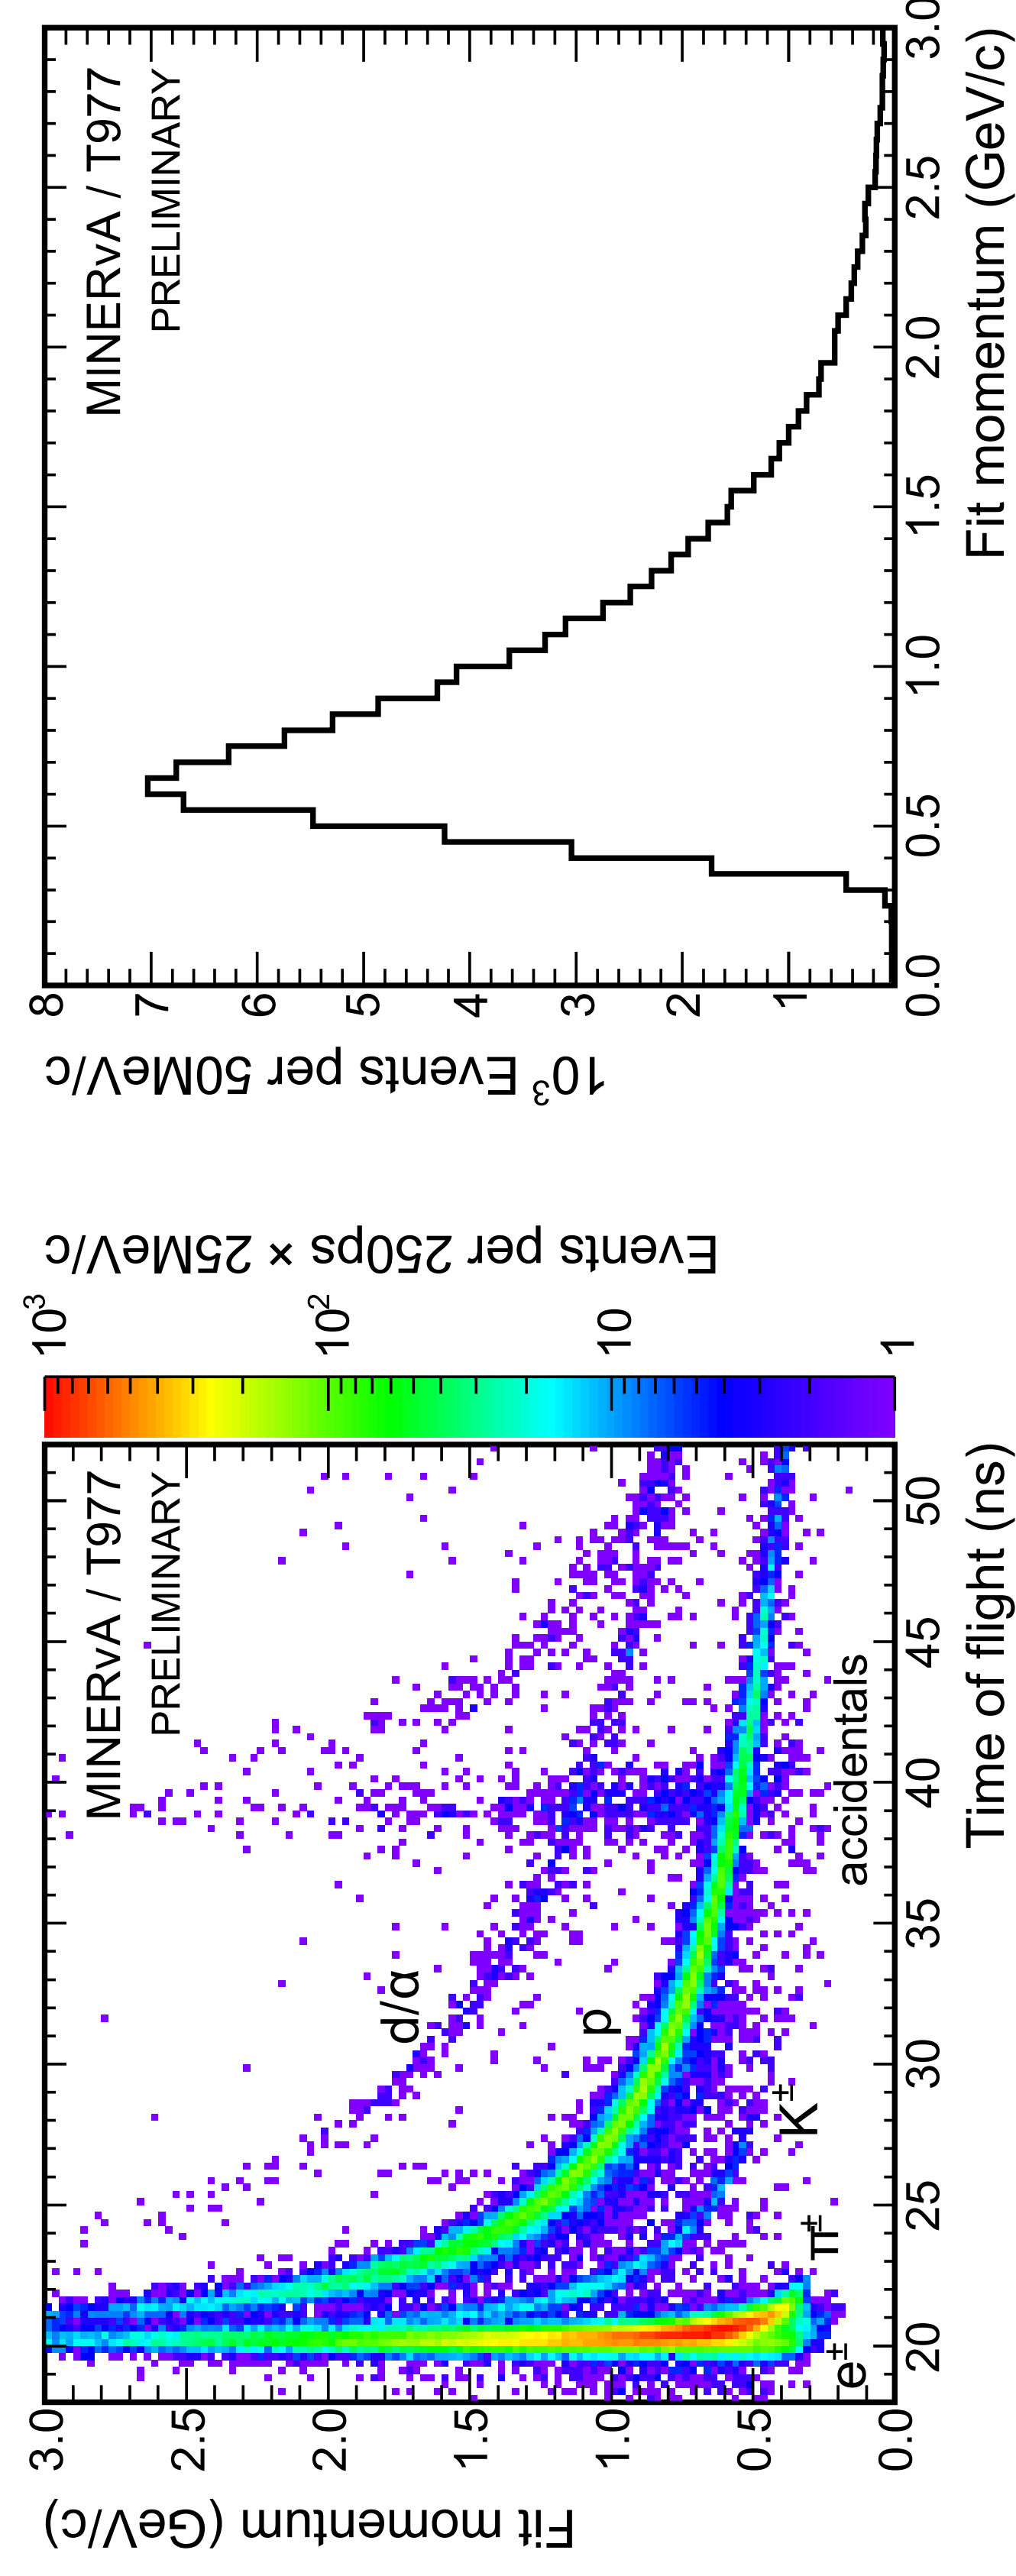 Fit momentum (GeV/c)
3.0
2.5
2.0
1.5
1.0
0.5
0.0
MINERvA / T977
PRELIMINARY
d/α
p
K±
π±
e±
accidentals
20
25
30
35
40
45
50
Time of flight (ns)
10³
10²
10
1
Events per 250ps × 25MeV/c
10³ Events per 50MeV/c
8
7
6
5
4
3
2
1
MINERvA / T977
PRELIMINARY
0.0
0.5
1.0
1.5
2.0
2.5
3.0
Fit momentum (GeV/c)